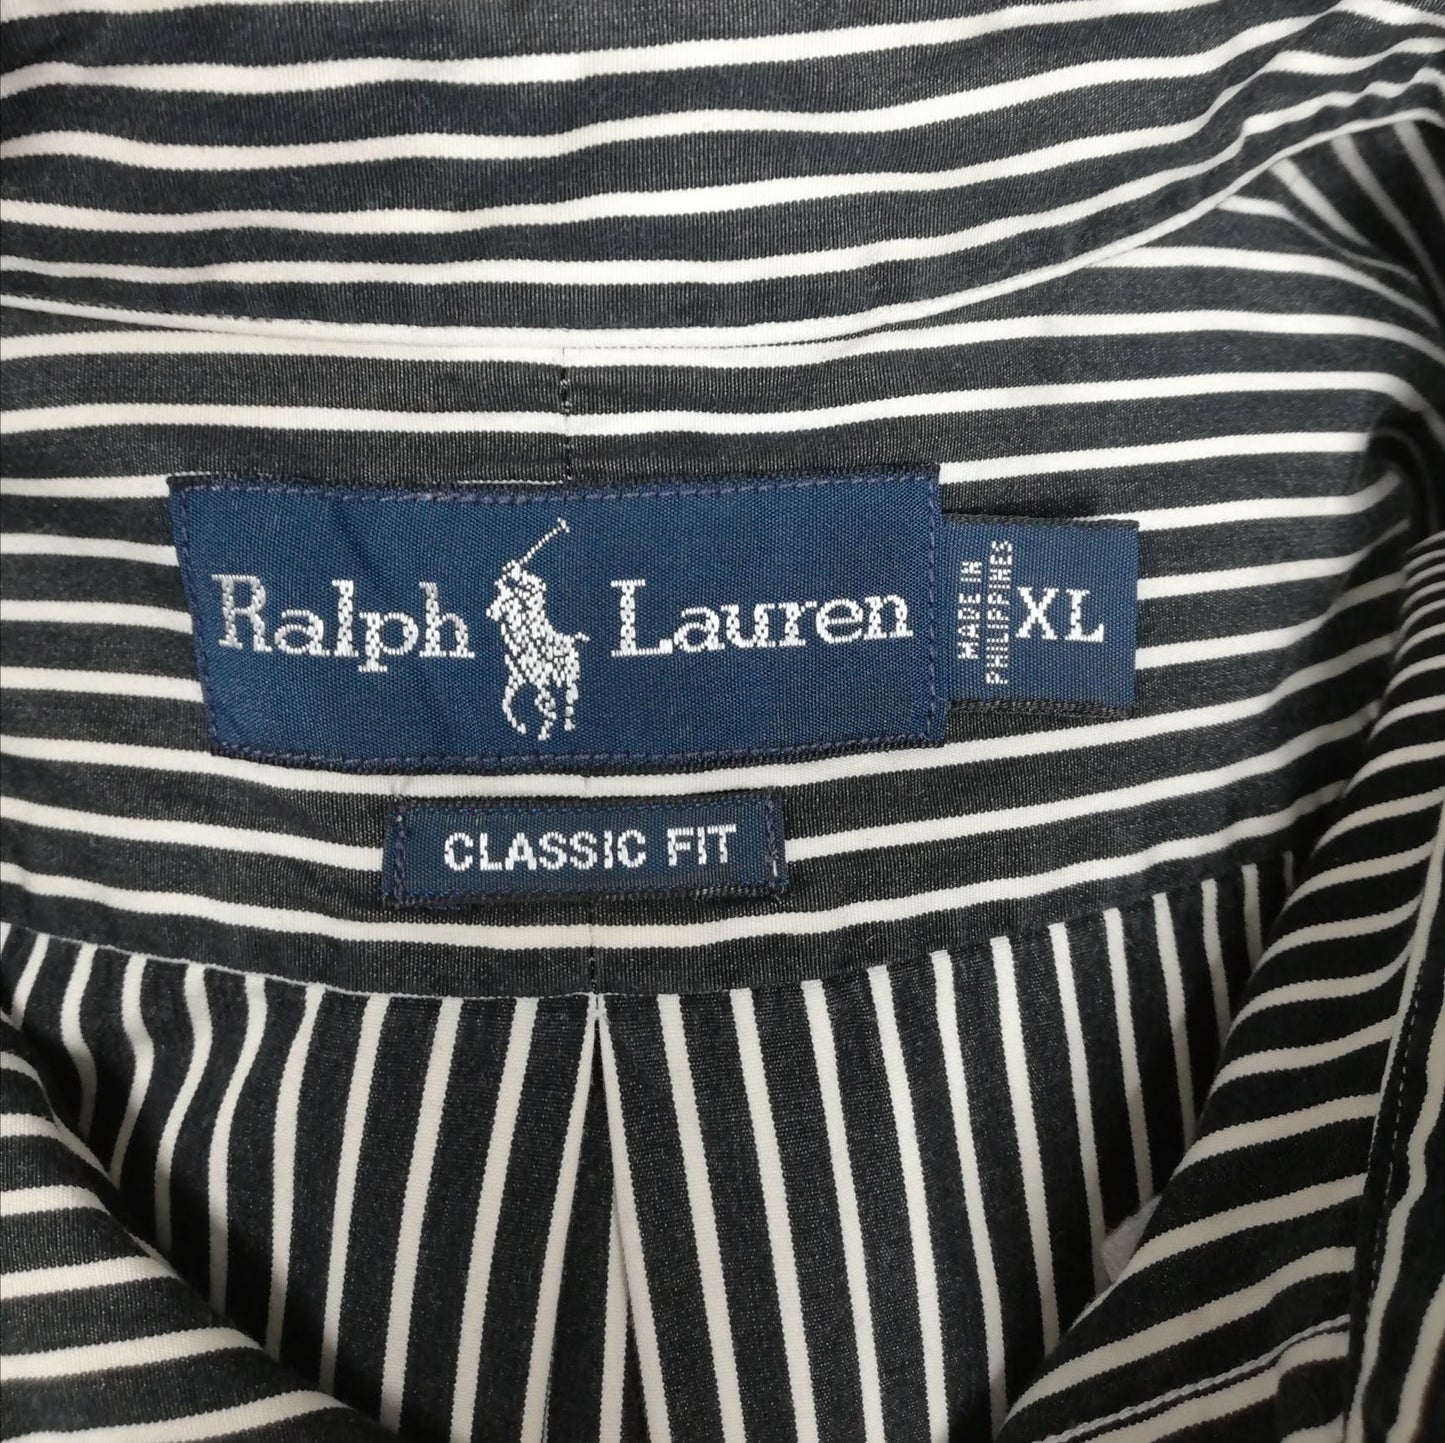 Ralph Lauren
MADE IN
PHILIPPINES
XL
CLASSIC FIT